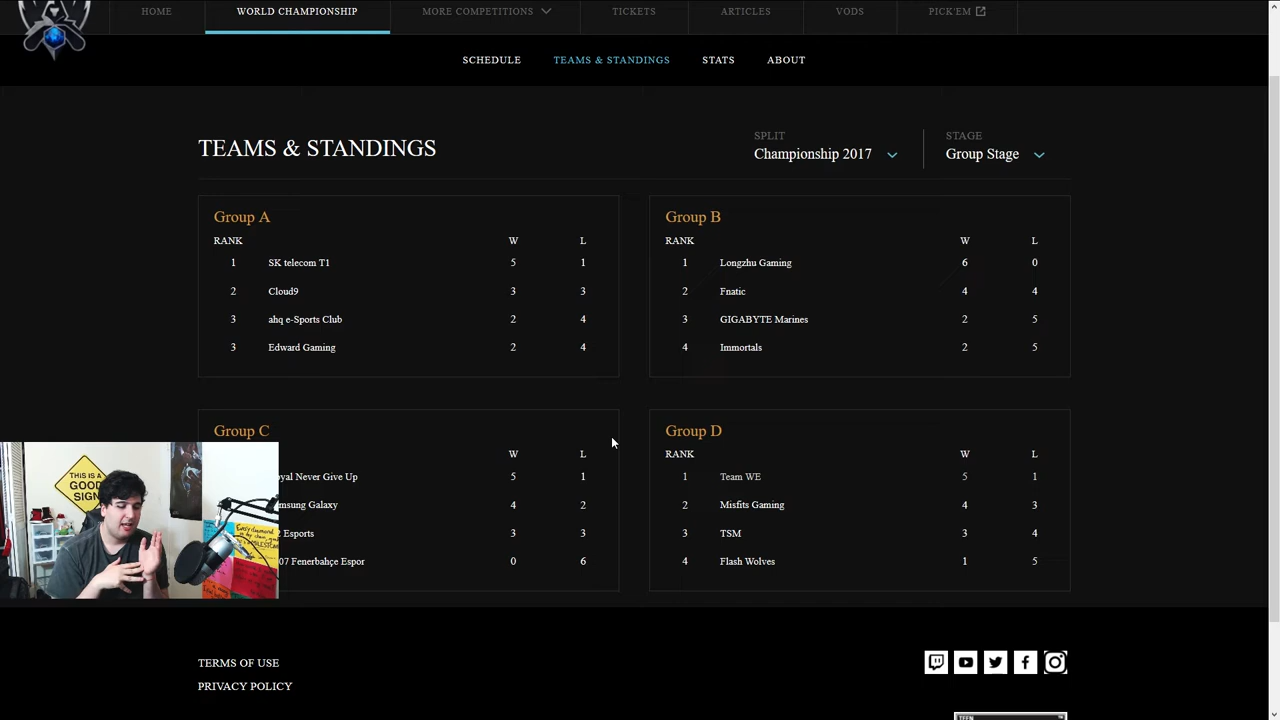 HOME
WORLD CHAMPIONSHIP
MORE COMPETITIONS
TICKETS
ARTICLES
VODS
PICK'EM
SCHEDULE
TEAMS & STANDINGS
STATS
ABOUT
TEAMS & STANDINGS
SPLIT
Championship 2017
STAGE
Group Stage
Group A
RANK W L
1 SK telecom T1 5 1
2 Cloud9 3 3
3 ahq e-Sports Club 2 4
3 Edward Gaming 2 4
Group B
RANK W L
1 Longzhu Gaming 6 0
2 Fnatic 4 4
3 GIGABYTE Marines 2 5
4 Immortals 2 5
Group C
W L
oyal Never Give Up 5 1
msung Galaxy 4 2
Esports 3 3
07 Fenerbahçe Espor 0 6
Group D
RANK W L
1 Team WE 5 1
2 Misfits Gaming 4 3
3 TSM 3 4
4 Flash Wolves 1 5
THIS IS A
GOOD
SIGN
TERMS OF USE
PRIVACY POLICY
TEEN